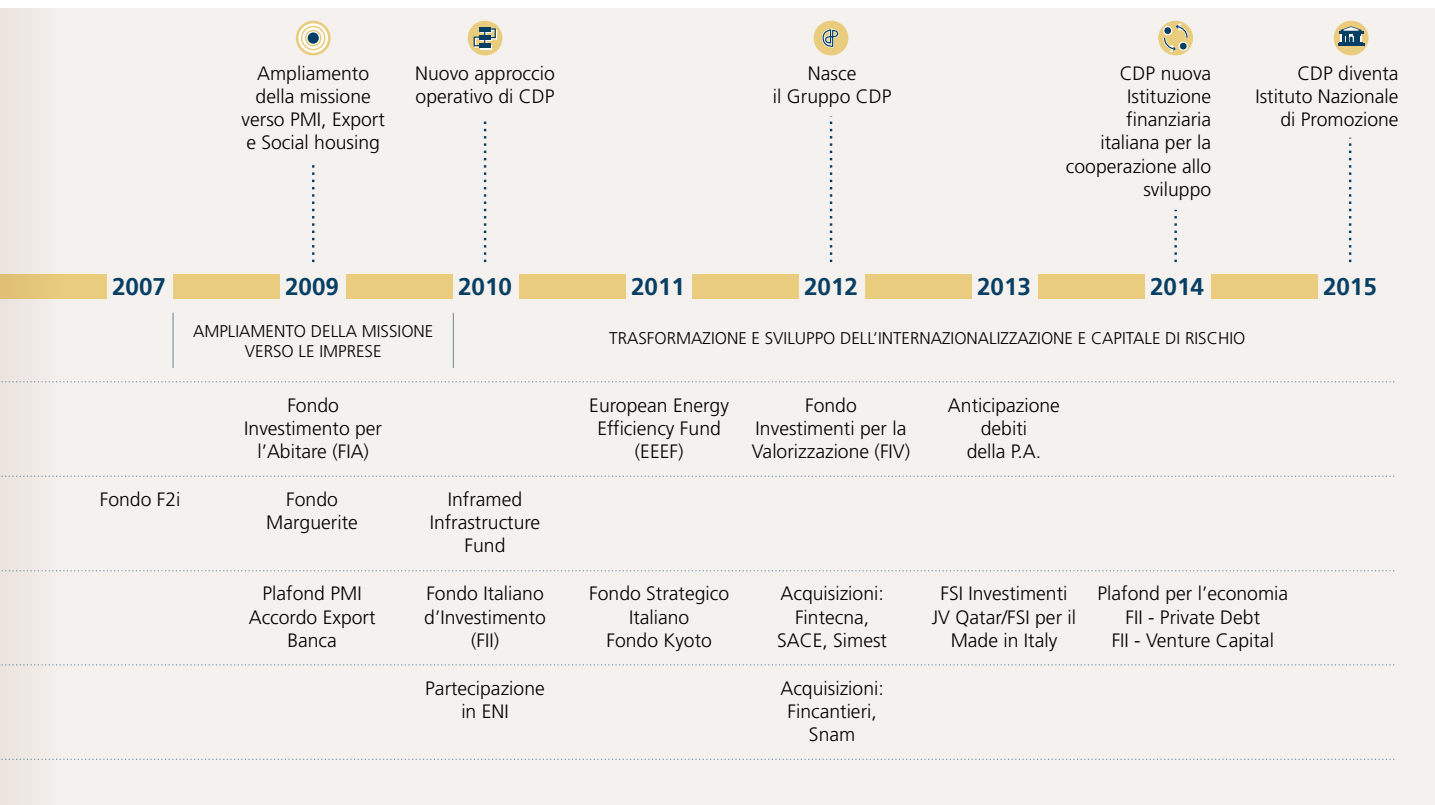 Ampliamento
della missione
verso PMI, Export
e Social housing
Nuovo approccio
operativo di CDP
Nasce
il Gruppo CDP
CDP nuova
Istituzione
finanziaria
italiana per la
cooperazione allo
sviluppo
CDP diventa
Istituto Nazionale
di Promozione
2007
2009
2010
2011
2012
2013
2014
2015
AMPLIAMENTO DELLA MISSIONE
VERSO LE IMPRESE
TRASFORMAZIONE E SVILUPPO DELL'INTERNAZIONALIZZAZIONE E CAPITALE DI RISCHIO
Fondo
Investimento per
l'Abitare (FIA)
European Energy
Efficiency Fund
(EEEF)
Fondo
Investimenti per la
Valorizzazione (FIV)
Anticipazione
debiti
della P.A.
Fondo F2i
Fondo
Marguerite
Inframed
Infrastructure
Fund
Plafond PMI
Accordo Export
Banca
Fondo Italiano
d'Investimento
(FII)
Fondo Strategico
Italiano
Fondo Kyoto
Acquisizioni:
Fintecna,
SACE, Simest
FSI Investimenti
JV Qatar/FSI per il
Made in Italy
Plafond per l'economia
FII - Private Debt
FII - Venture Capital
Partecipazione
in ENI
Acquisizioni:
Fincantieri,
Snam